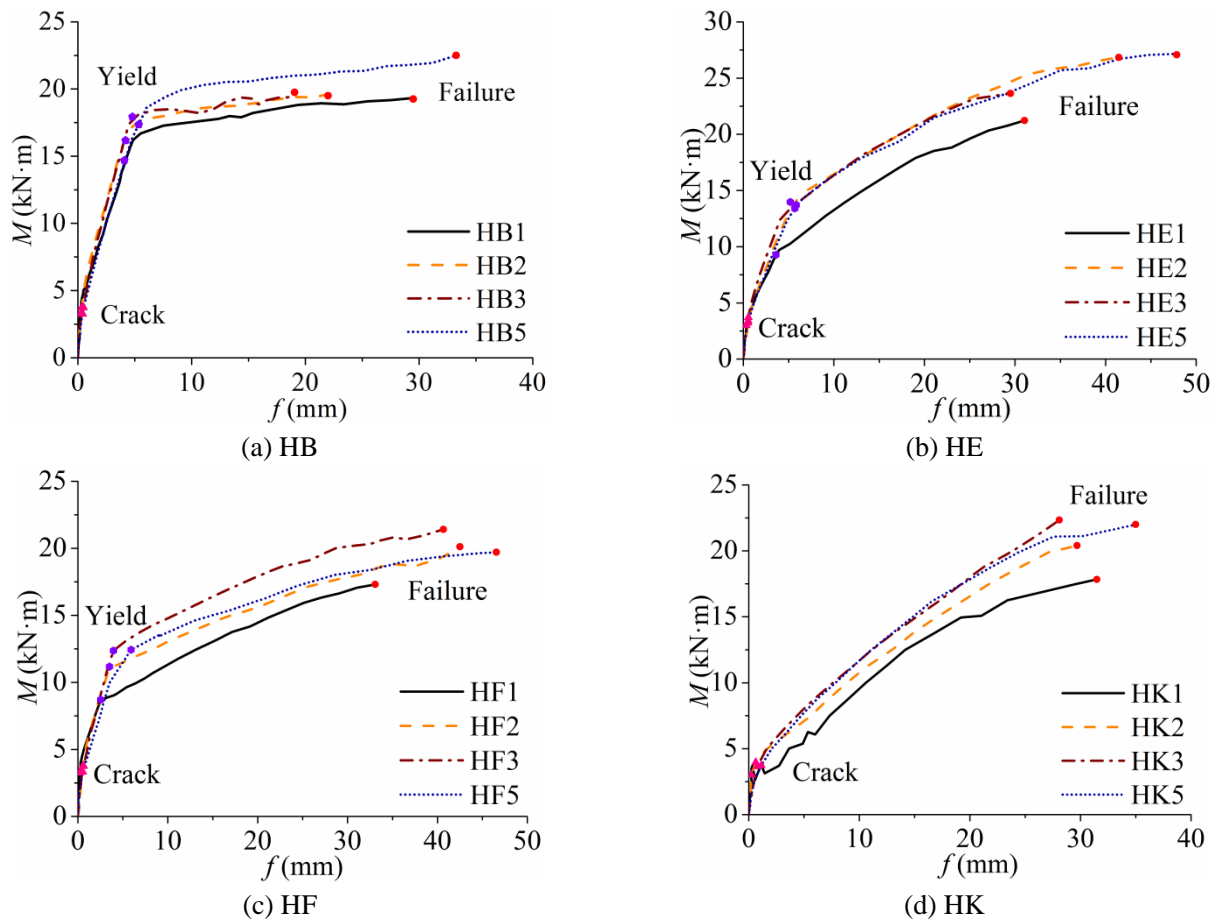 M (kN·m)
25
20
15
10
5
0
Yield
Failure
Crack
HB1
HB2
HB3
HB5
0 10 20 30 40
f (mm)
(a) HB
M (kN·m)
30
25
20
15
10
5
0
Yield
Failure
Crack
HE1
HE2
HE3
HE5
0 10 20 30 40 50
f (mm)
(b) HE
M (kN·m)
25
20
15
10
5
0
Yield
Failure
Crack
HF1
HF2
HF3
HF5
0 10 20 30 40 50
f (mm)
(c) HF
M (kN·m)
25
20
15
10
5
0
Failure
Crack
HK1
HK2
HK3
HK5
0 10 20 30 40
f (mm)
(d) HK